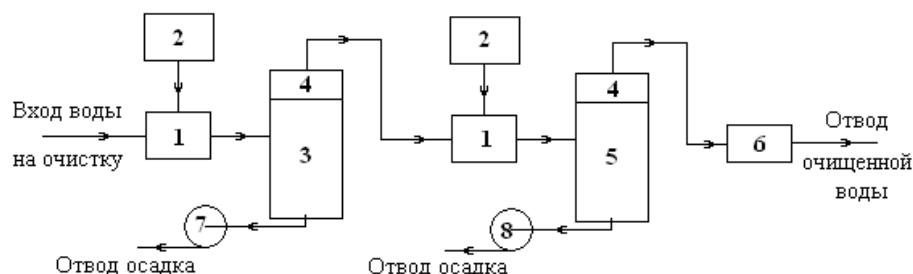 2
2
4
4
Вход воды
на очистку
1
3
1
5
6
Отвод
очищенной
воды
7
8
Отвод осадка
Отвод осадка